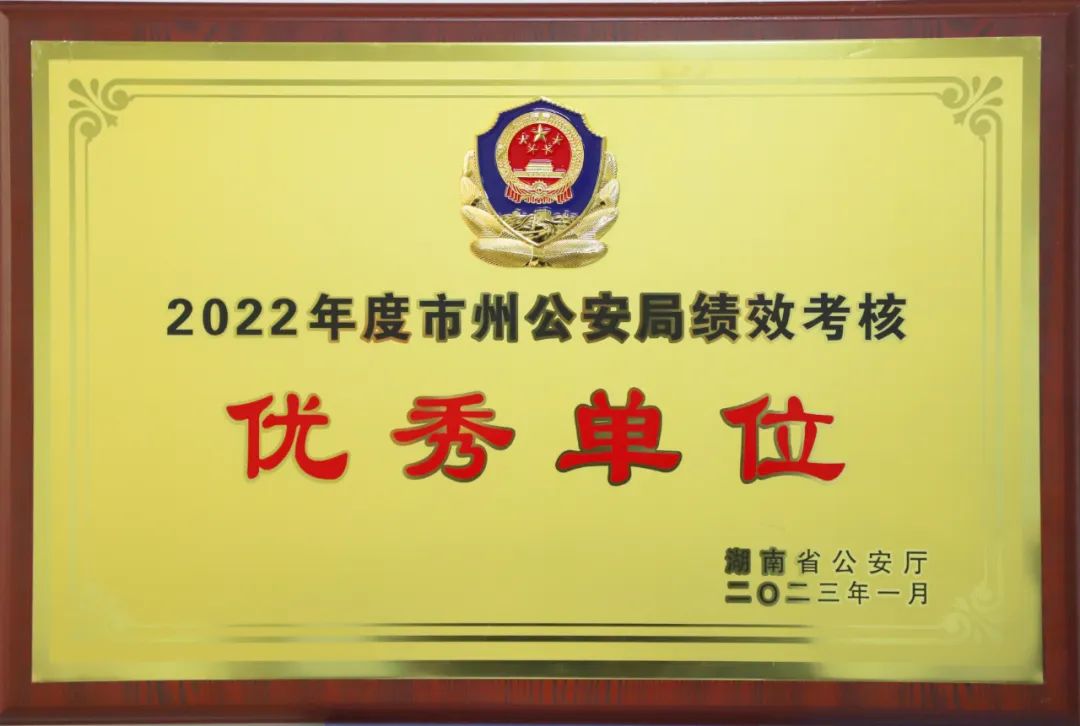 2022年度市州公安局绩效考核
优秀单位
湖南省公安厅
二〇二三年一月